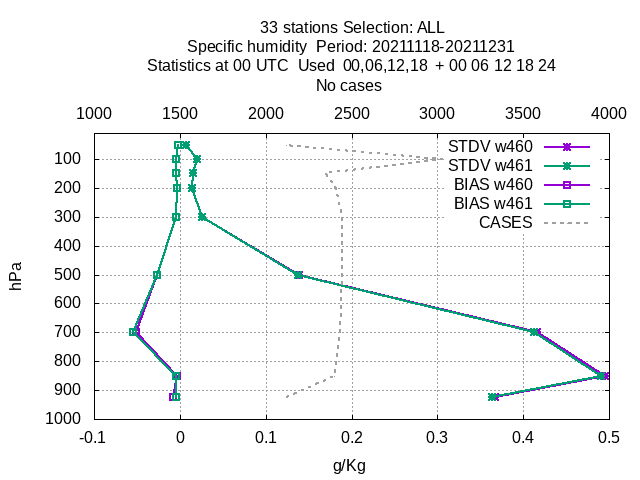 33 stations Selection: ALL
Specific humidity  Period: 20211118-20211231
Statistics at 00 UTC  Used  00,06,12,18  + 00 06 12 18 24
No cases
1000 1500 2000 2500 3000 3500 4000
STDV w460
STDV w461
BIAS w460
BIAS w461
CASES
100
200
300
400
500
600
700
800
900
1000
hPa
-0.1 0 0.1 0.2 0.3 0.4 0.5
g/Kg